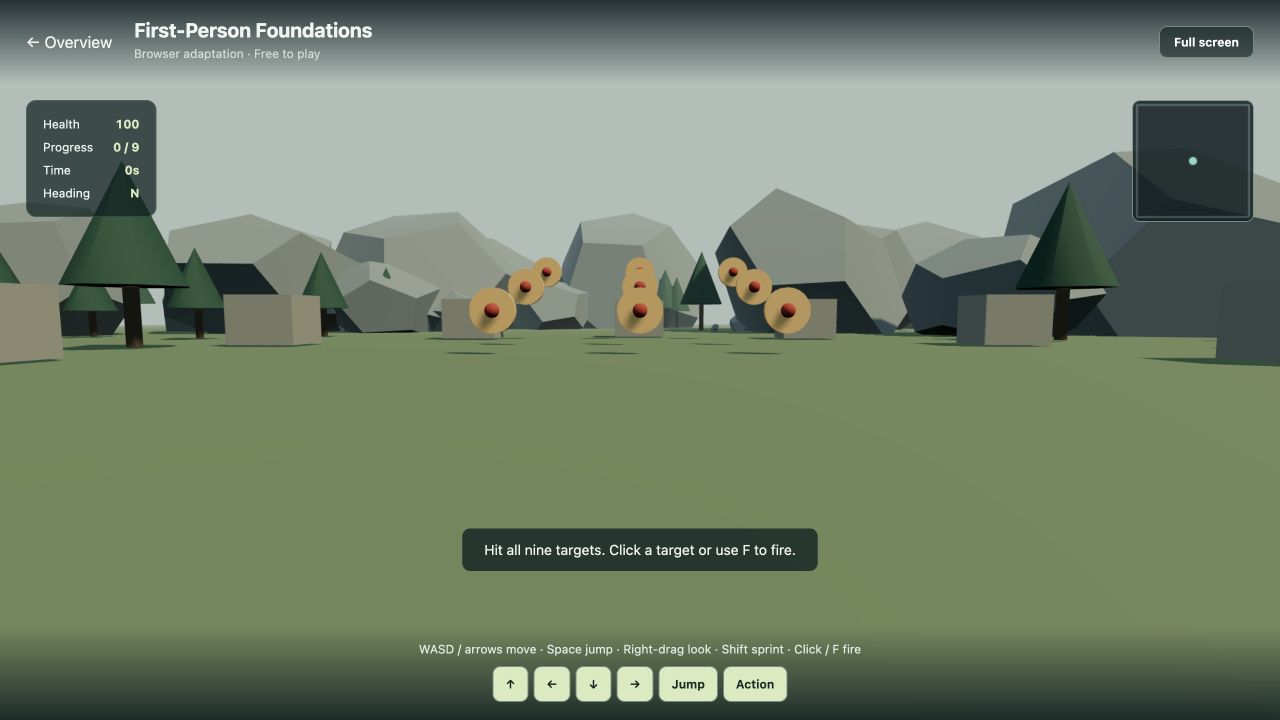 ← Overview
First-Person Foundations
Browser adaptation · Free to play
Full screen
Health 100
Progress 0 / 9
Time 0s
Heading N
Hit all nine targets. Click a target or use F to fire.
WASD / arrows move · Space jump · Right-drag look · Shift sprint · Click / F fire
↑ ← ↓ → Jump Action